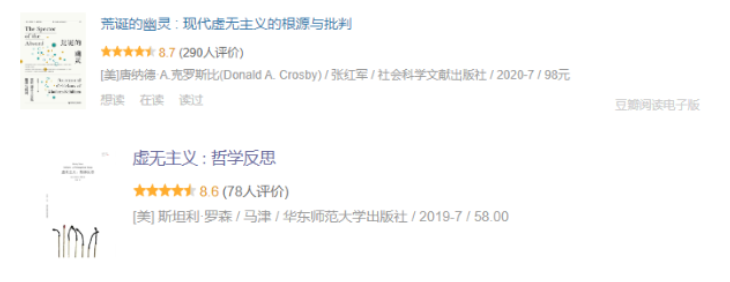 The Specter
of the
Absurd
荒诞的
幽灵
荒诞的幽灵 : 现代虚无主义的根源与批判
8.7 (290人评价)
[美]唐纳德·A.克罗斯比(Donald A. Crosby) / 张红军 / 社会科学文献出版社 / 2020-7 / 98元
想读 在读 读过
豆瓣阅读电子版
虚无主义 : 哲学反思
8.6 (78人评价)
[美] 斯坦利·罗森 / 马津 / 华东师范大学出版社 / 2019-7 / 58.00